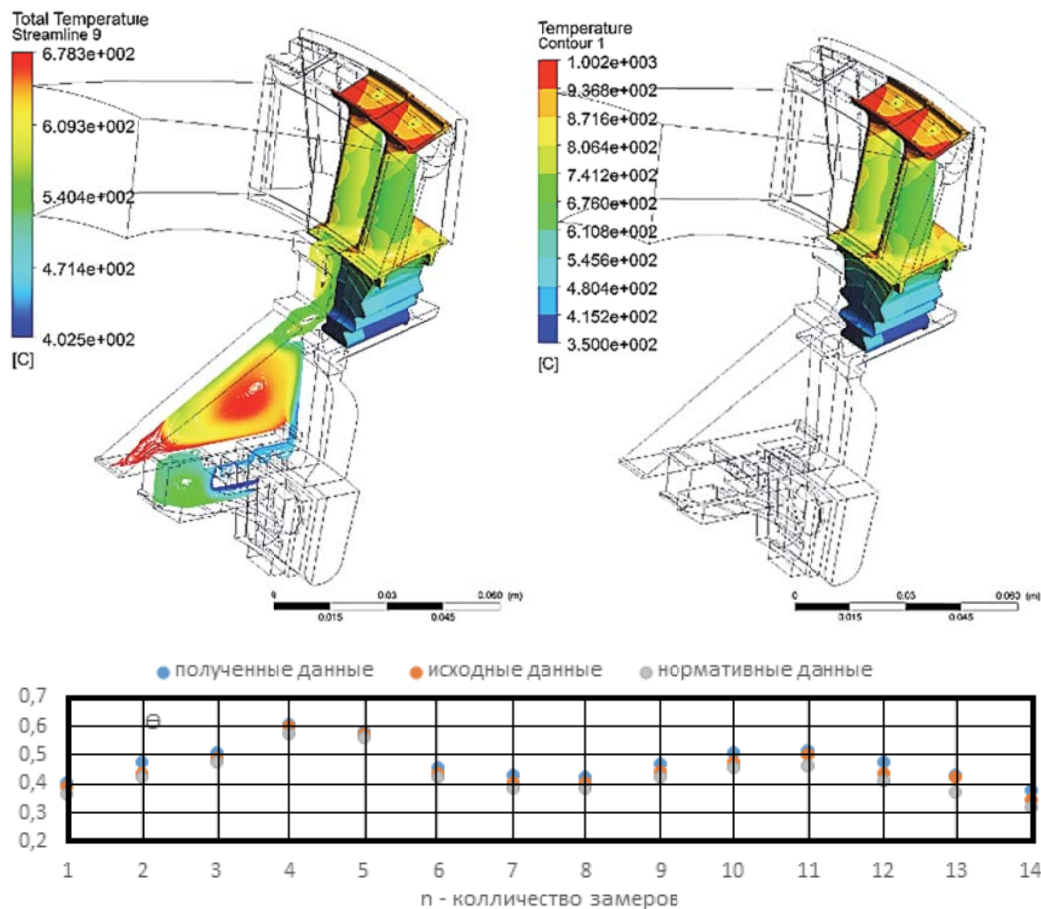 Total Temperature
Streamline 9
6.783e+002
6.093e+002
5.404e+002
4.714e+002
4.025e+002
[C]
0 0.03 0.060 (m)
0.015 0.045
Temperature
Contour 1
1.002e+003
9.368e+002
8.716e+002
8.064e+002
7.412e+002
6.760e+002
6.108e+002
5.456e+002
4.804e+002
4.152e+002
3.500e+002
[C]
0 0.03 0.060 (m)
0.015 0.045
полученные данные исходные данные нормативные данные
0,7
0,6
0,5
0,4
0,3
0,2
Θ
1 2 3 4 5 6 7 8 9 10 11 12 13 14
n - колличество замеров